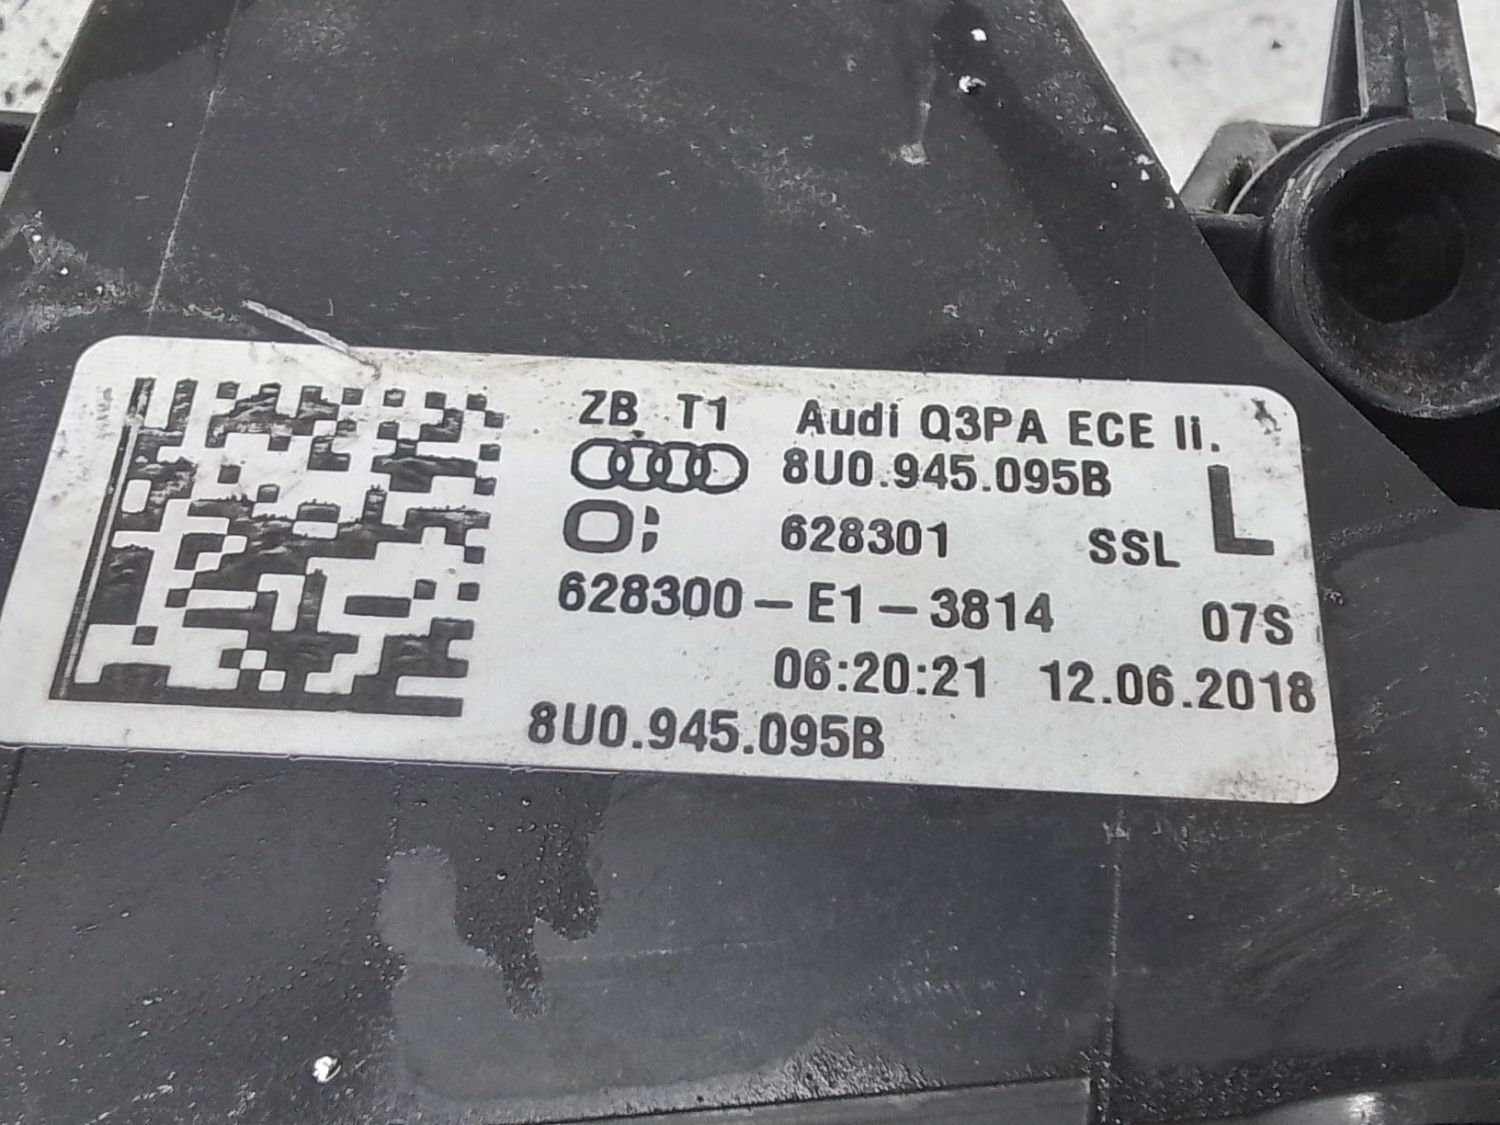 ZB T1 Audi Q3PA ECE li.
8U0.945.095B L
O; 628301 SSL
628300-E1-3814 07S
06:20:21 12.06.2018
8U0.945.095B